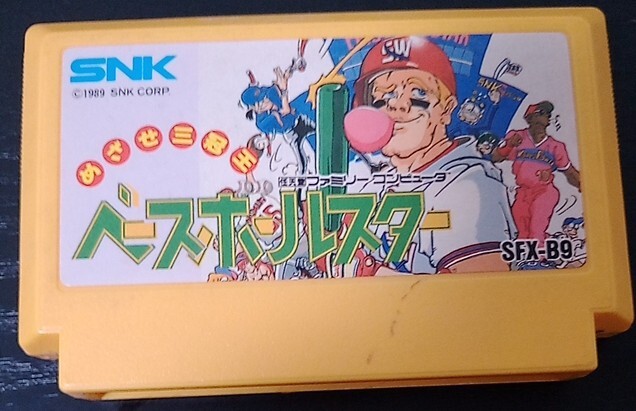 SNK
©1989 SNK CORP.
SW
めざせ三冠王
任天堂ファミリーコンピュータ
ベースボールスター
SFX-B9